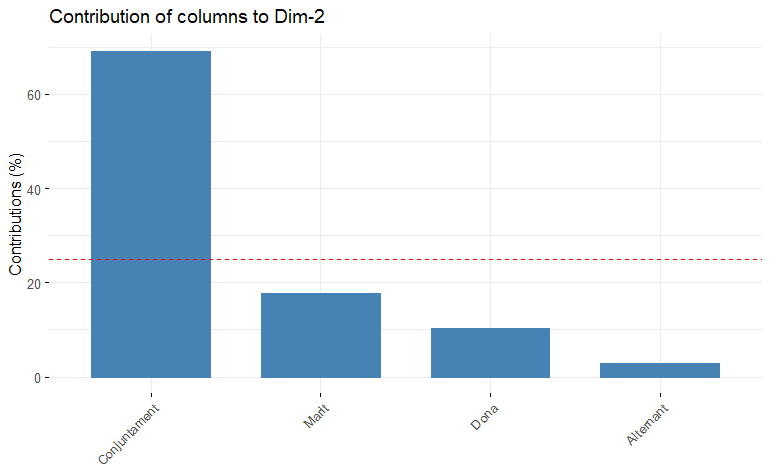 Contribution of columns to Dim-2
Contributions (%)
60
40
20
0
Conjuntament
Marit
Dona
Alternant